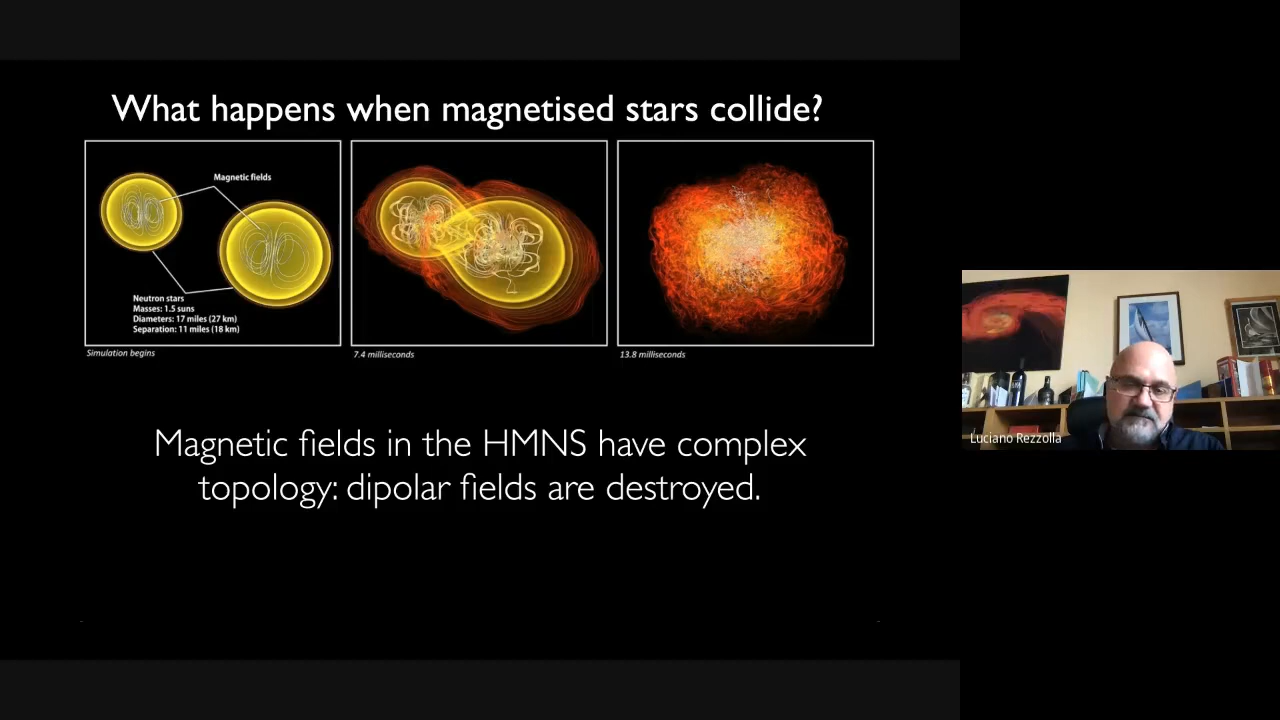 What happens when magnetised stars collide?
Magnetic fields
Neutron stars
Masses: 1.5 suns
Diameters: 17 miles (27 km)
Separation: 11 miles (18 km)
Simulation begins
7.4 milliseconds
13.8 milliseconds
Magnetic fields in the HMNS have complex
topology: dipolar fields are destroyed.
Luciano Rezzolla